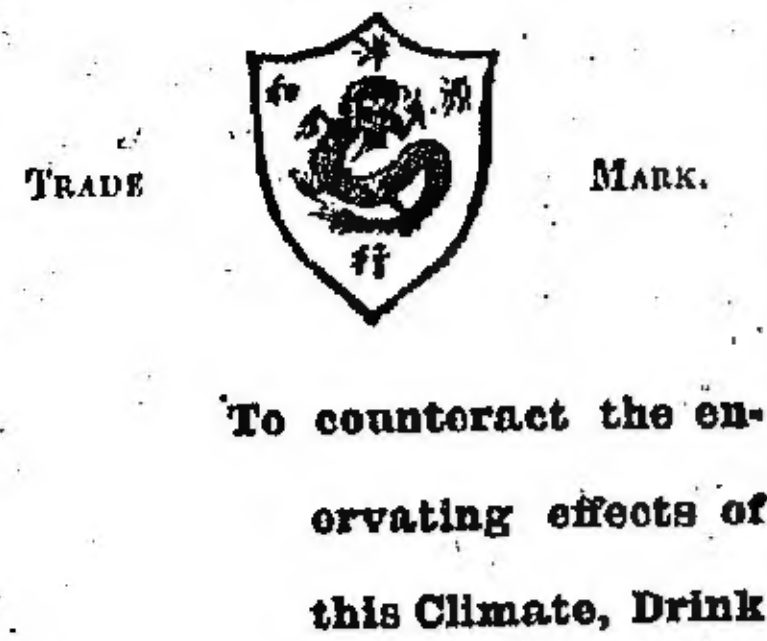 TRADE MARK.
To counteract the en-
ervating effects of
this Climate, Drink